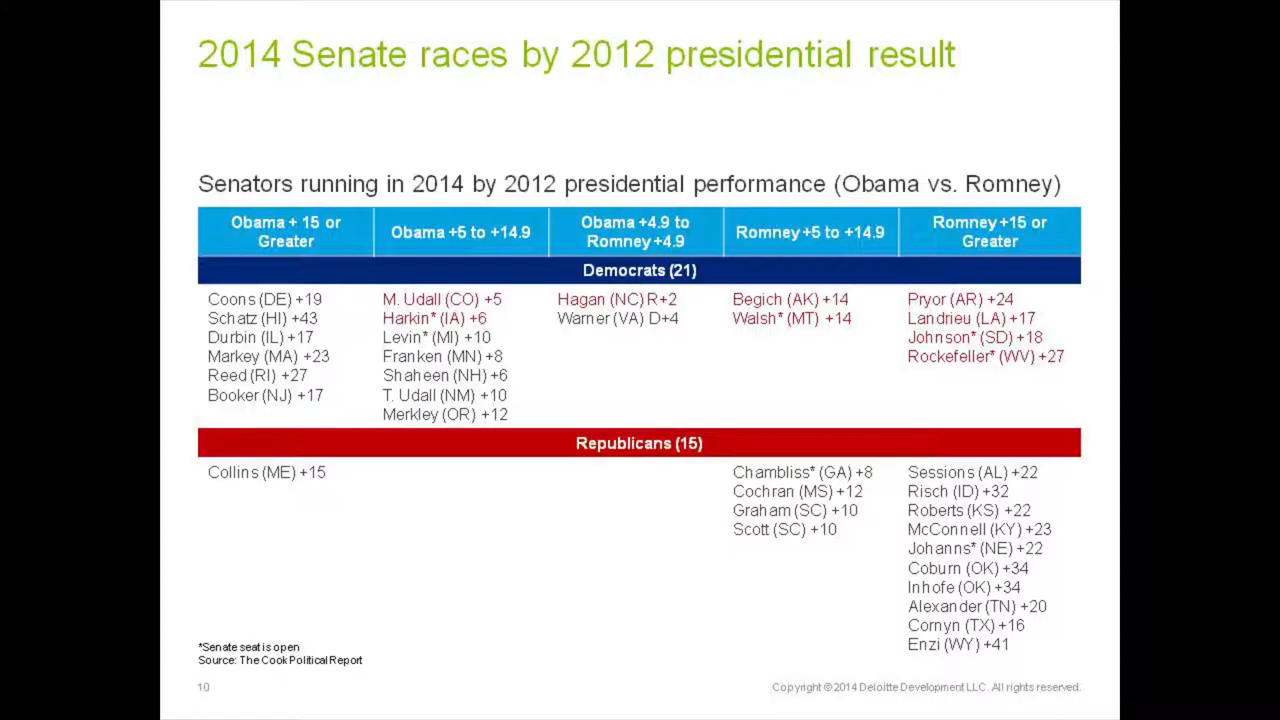 2014 Senate races by 2012 presidential result
Senators running in 2014 by 2012 presidential performance (Obama vs. Romney)
Obama + 15 or
Greater
Obama +5 to +14.9
Obama +4.9 to
Romney +4.9
Romney +5 to +14.9
Romney +15 or
Greater
Democrats (21)
Coons (DE) +19
Schatz (HI) +43
Durbin (IL) +17
Markey (MA) +23
Reed (RI) +27
Booker (NJ) +17
M. Udall (CO) +5
Harkin* (IA) +6
Levin* (MI) +10
Franken (MN) +8
Shaheen (NH) +6
T. Udall (NM) +10
Merkley (OR) +12
Hagan (NC) R+2
Warner (VA) D+4
Begich (AK) +14
Walsh* (MT) +14
Pryor (AR) +24
Landrieu (LA) +17
Johnson* (SD) +18
Rockefeller* (WV) +27
Republicans (15)
Collins (ME) +15
Chambliss* (GA) +8
Cochran (MS) +12
Graham (SC) +10
Scott (SC) +10
Sessions (AL) +22
Risch (ID) +32
Roberts (KS) +22
McConnell (KY) +23
Johanns* (NE) +22
Coburn (OK) +34
Inhofe (OK) +34
Alexander (TN) +20
Cornyn (TX) +16
Enzi (WY) +41
*Senate seat is open
Source: The Cook Political Report
10
Copyright © 2014 Deloitte Development LLC. All rights reserved.